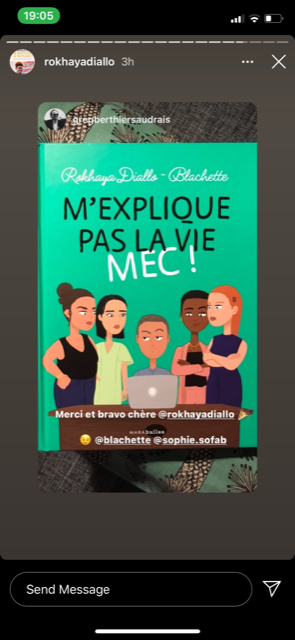 19:05
rokhayadiallo 3h
gregberthiersaudrais
Rokhaya Diallo - Blachette
M'EXPLIQUE
PAS LA VIE
MEC !
Merci et bravo chère @rokhayadiallo
MARABulles
@blachette @sophie.sofab
Send Message